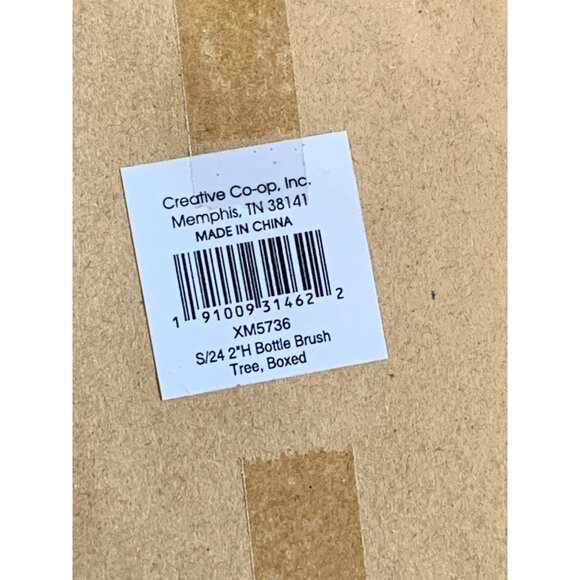 Creative Co-op, Inc.
Memphis, TN 38141
MADE IN CHINA
1 91009 31462 2
XM5736
S/24 2"H Bottle Brush
Tree, Boxed